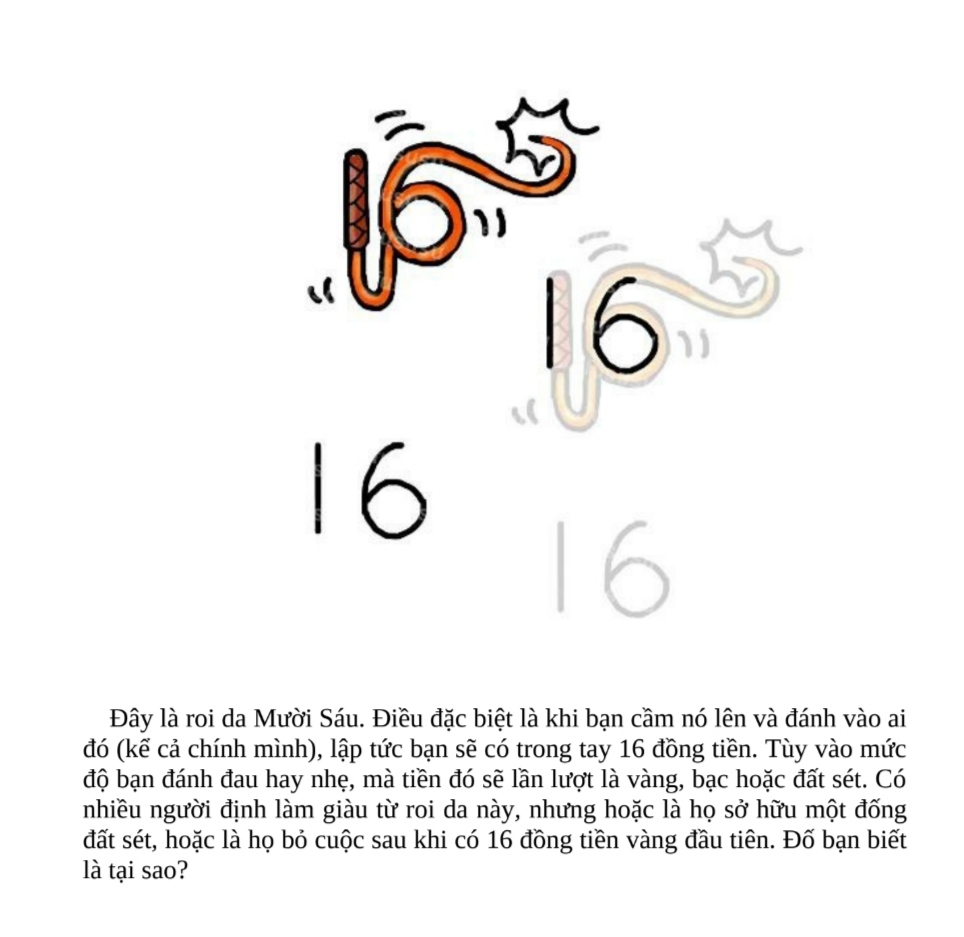 16
16
16
Đây là roi da Mười Sáu. Điều đặc biệt là khi bạn cầm nó lên và đánh vào ai
đó (kể cả chính mình), lập tức bạn sẽ có trong tay 16 đồng tiền. Tùy vào mức
độ bạn đánh đau hay nhẹ, mà tiền đó sẽ lần lượt là vàng, bạc hoặc đất sét. Có
nhiều người định làm giàu từ roi da này, nhưng hoặc là họ sở hữu một đống
đất sét, hoặc là họ bỏ cuộc sau khi có 16 đồng tiền vàng đầu tiên. Đố bạn biết
là tại sao?